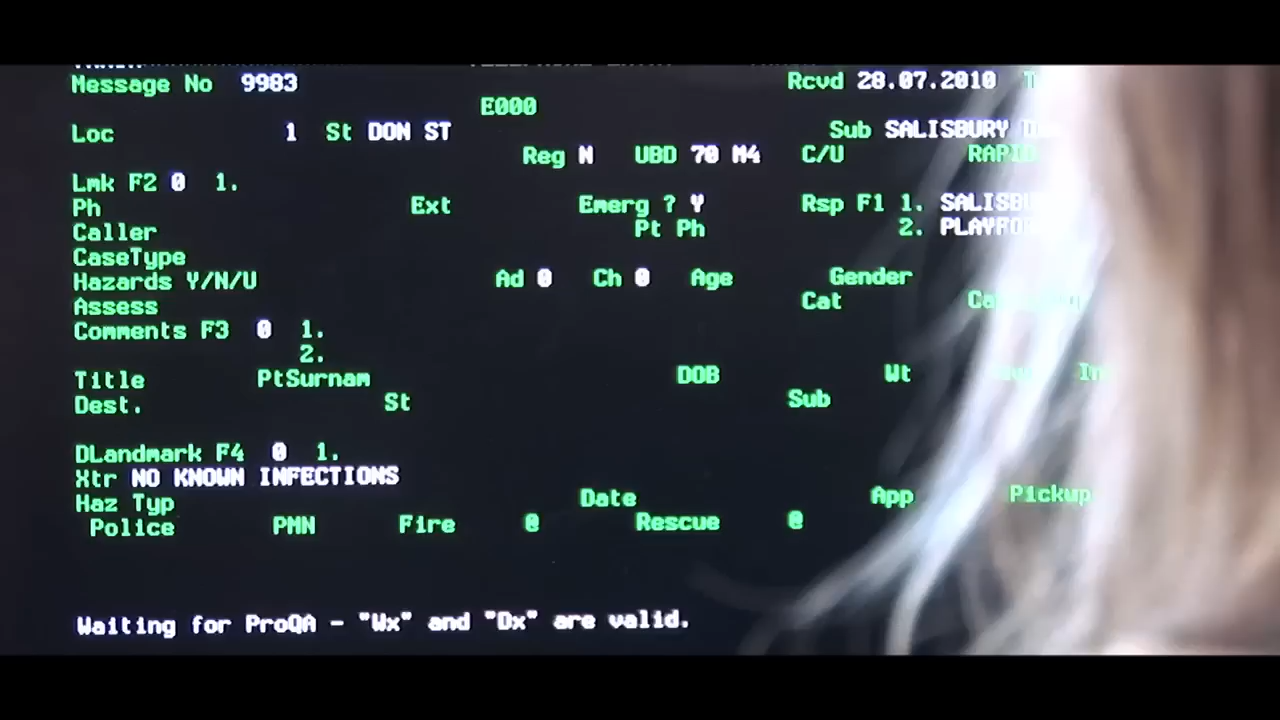 Message No 9983 Rcvd 28.07.2010
E000
Loc 1 St DON ST Sub SALISBURY
Reg N UBD 70 M4 C/U RAPID
Lmk F2 0 1.
Ph Ext Emerg ? Y Rsp F1 1.
Caller Pt Ph 2.
CaseType
Hazards Y/N/U Ad 0 Ch 0 Age Gender
Assess Cat
Comments F3 0 1.
2.
Title PtSurnam DOB Wt
Dest. St Sub
DLandmark F4 0 1.
Xtr NO KNOWN INFECTIONS
Haz Typ Date App Pickup
Police PMN Fire @ Rescue @
Waiting for ProQA - "Wx" and "Dx" are valid.